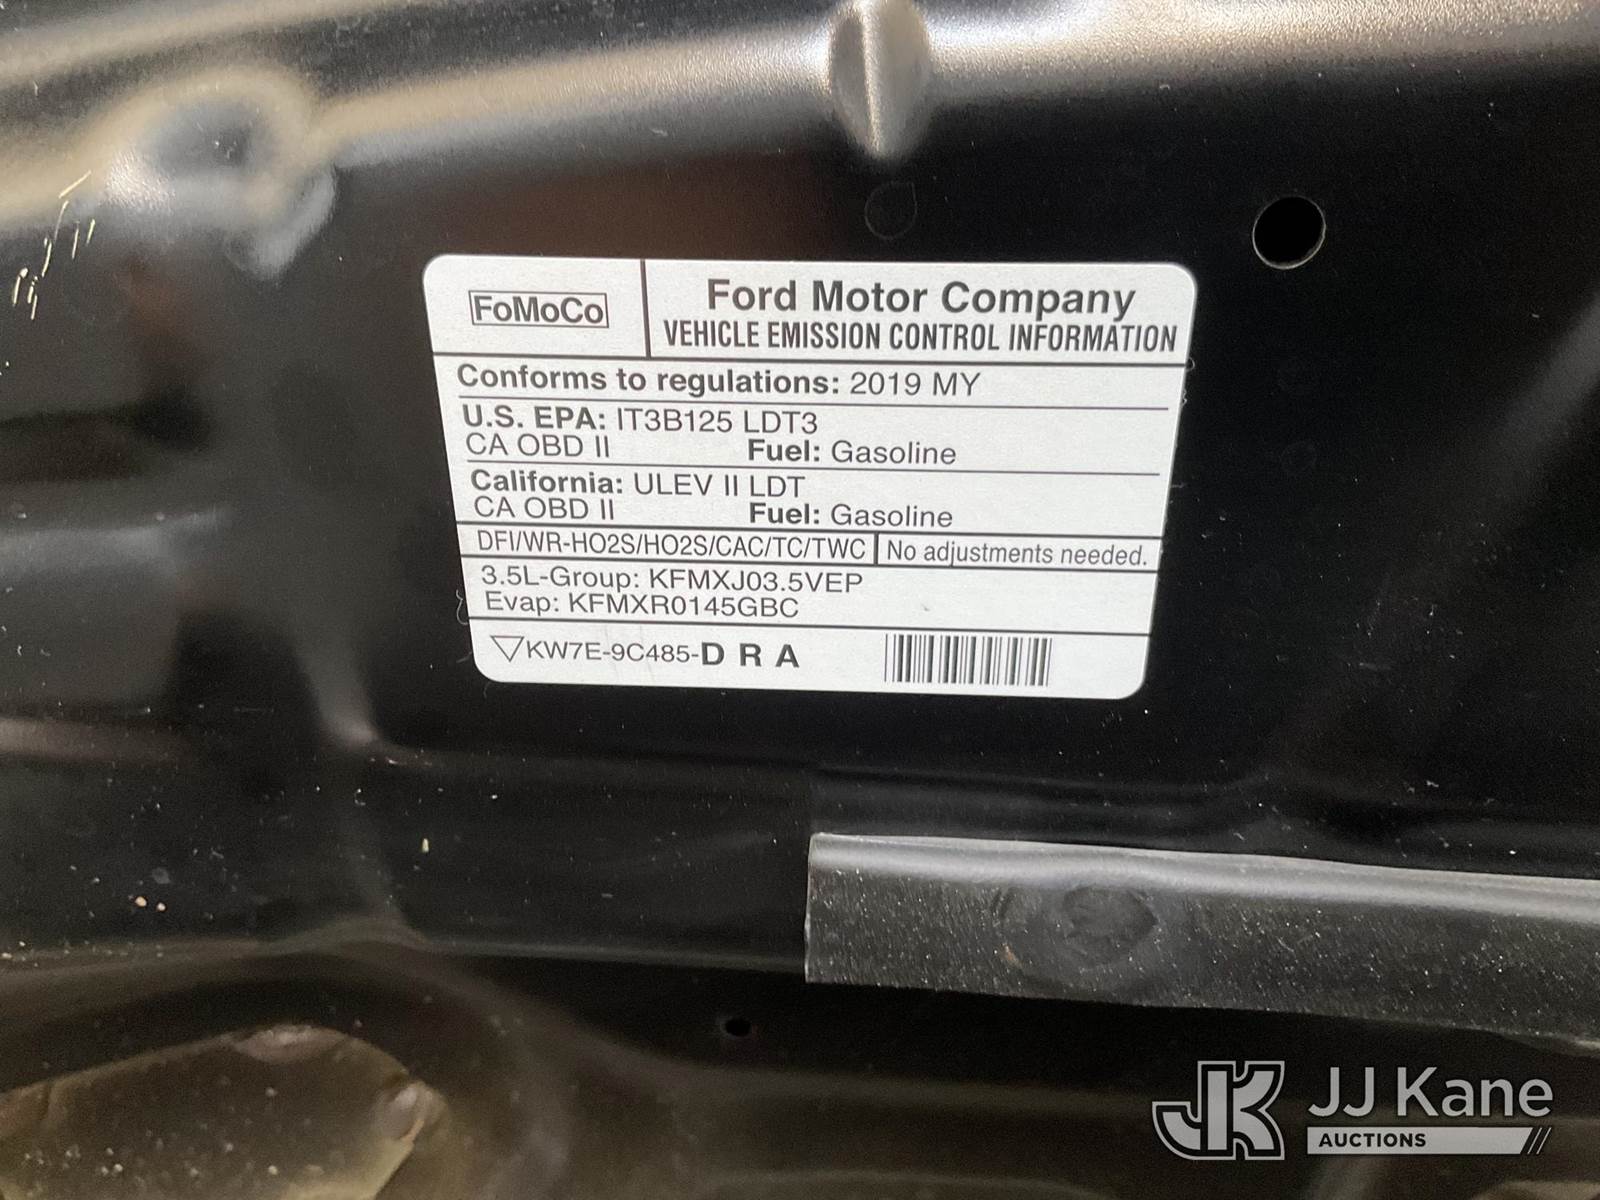 FoMoCo
Ford Motor Company
VEHICLE EMISSION CONTROL INFORMATION
Conforms to regulations: 2019 MY
U.S. EPA: IT3B125 LDT3
CA OBD II Fuel: Gasoline
California: ULEV II LDT
CA OBD II Fuel: Gasoline
DFI/WR-HO2S/HO2S/CAC/TC/TWC No adjustments needed.
3.5L-Group: KFMXJ03.5VEP
Evap: KFMXR0145GBC
KW7E-9C485-D R A
JK JJ Kane
AUCTIONS